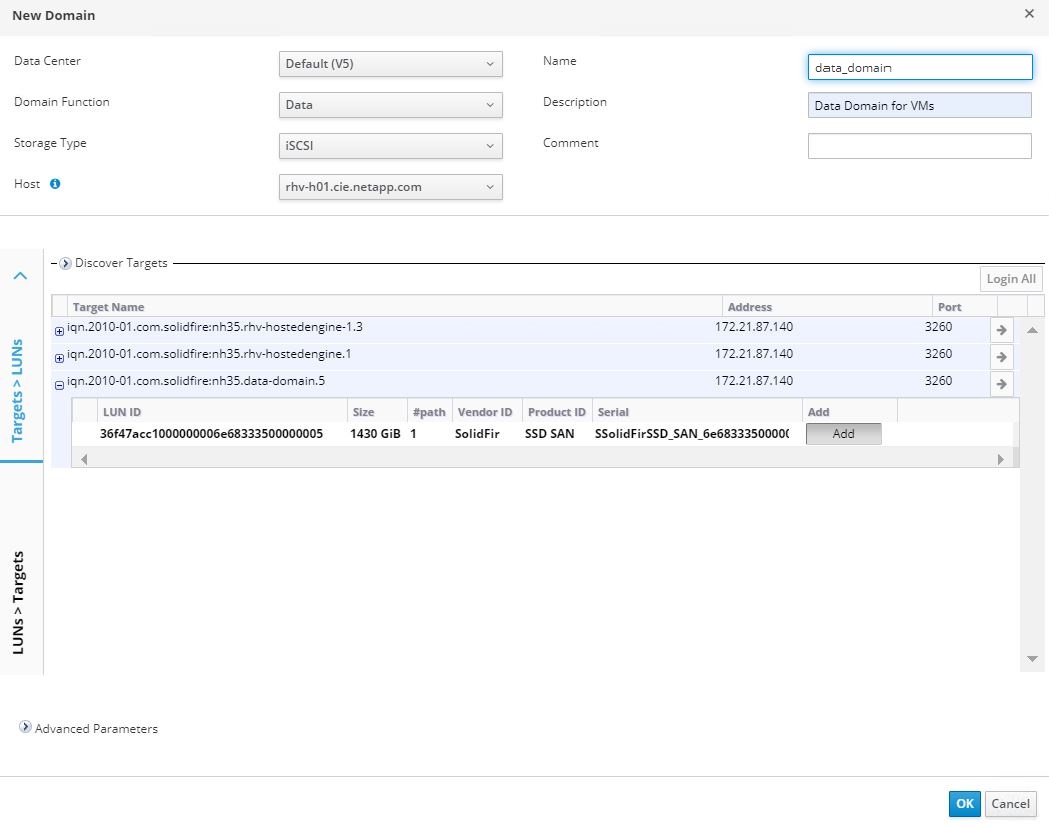 New Domain
Data Center Default (V5) Name data_domain
Domain Function Data Description Data Domain for VMs
Storage Type iSCSI Comment
Host rhv-h01.cie.netapp.com
Discover Targets
Login All
Target Name Address Port
iqn.2010-01.com.solidfire:nh35.rhv-hostedengine-1.3 172.21.87.140 3260
iqn.2010-01.com.solidfire:nh35.rhv-hostedengine.1 172.21.87.140 3260
iqn.2010-01.com.solidfire:nh35.data-domain.5 172.21.87.140 3260
LUN ID Size #path Vendor ID Product ID Serial Add
36f47acc1000000006e68333500000005 1430 GiB 1 SolidFir SSD SAN SSolidFirSSD_SAN_6e68333500000 Add
Targets > LUNs
LUNs > Targets
Advanced Parameters
OK Cancel